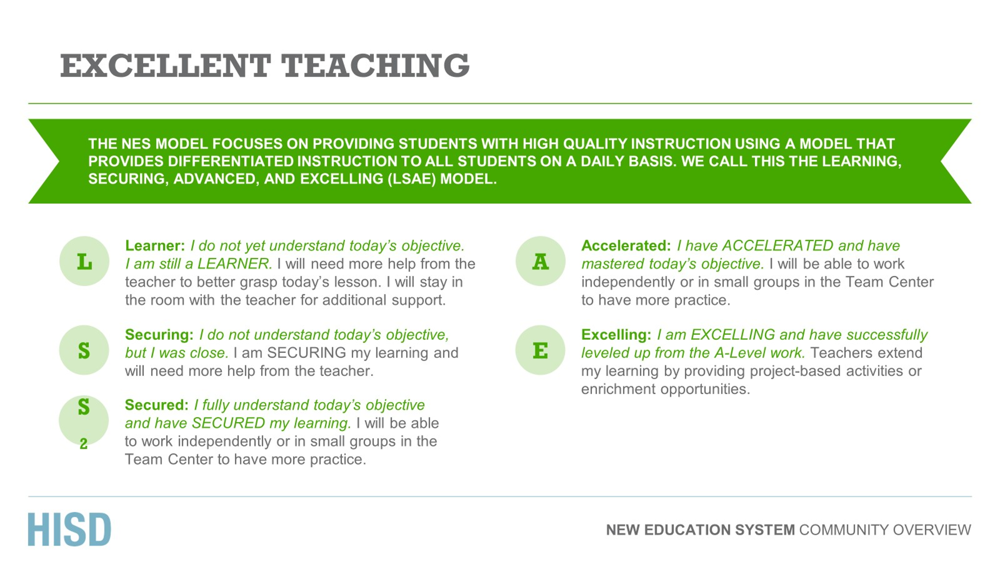 EXCELLENT TEACHING
THE NES MODEL FOCUSES ON PROVIDING STUDENTS WITH HIGH QUALITY INSTRUCTION USING A MODEL THAT
PROVIDES DIFFERENTIATED INSTRUCTION TO ALL STUDENTS ON A DAILY BASIS. WE CALL THIS THE LEARNING,
SECURING, ADVANCED, AND EXCELLING (LSAE) MODEL.
L
Learner: I do not yet understand today’s objective.
I am still a LEARNER. I will need more help from the
teacher to better grasp today’s lesson. I will stay in
the room with the teacher for additional support.
S
Securing: I do not understand today’s objective,
but I was close. I am SECURING my learning and
will need more help from the teacher.
S
2
Secured: I fully understand today’s objective
and have SECURED my learning. I will be able
to work independently or in small groups in the
Team Center to have more practice.
A
Accelerated: I have ACCELERATED and have
mastered today’s objective. I will be able to work
independently or in small groups in the Team Center
to have more practice.
E
Excelling: I am EXCELLING and have successfully
leveled up from the A-Level work. Teachers extend
my learning by providing project-based activities or
enrichment opportunities.
HISD
NEW EDUCATION SYSTEM COMMUNITY OVERVIEW